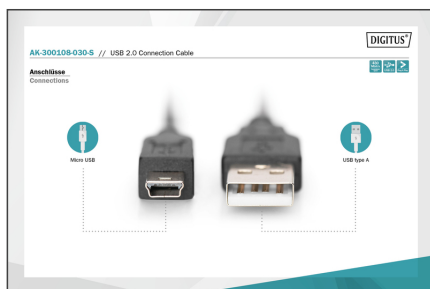 DIGITUS®
AK-300108-030-S // USB 2.0 Connection Cable
Anschlüsse
Connections
Micro USB
USB type A